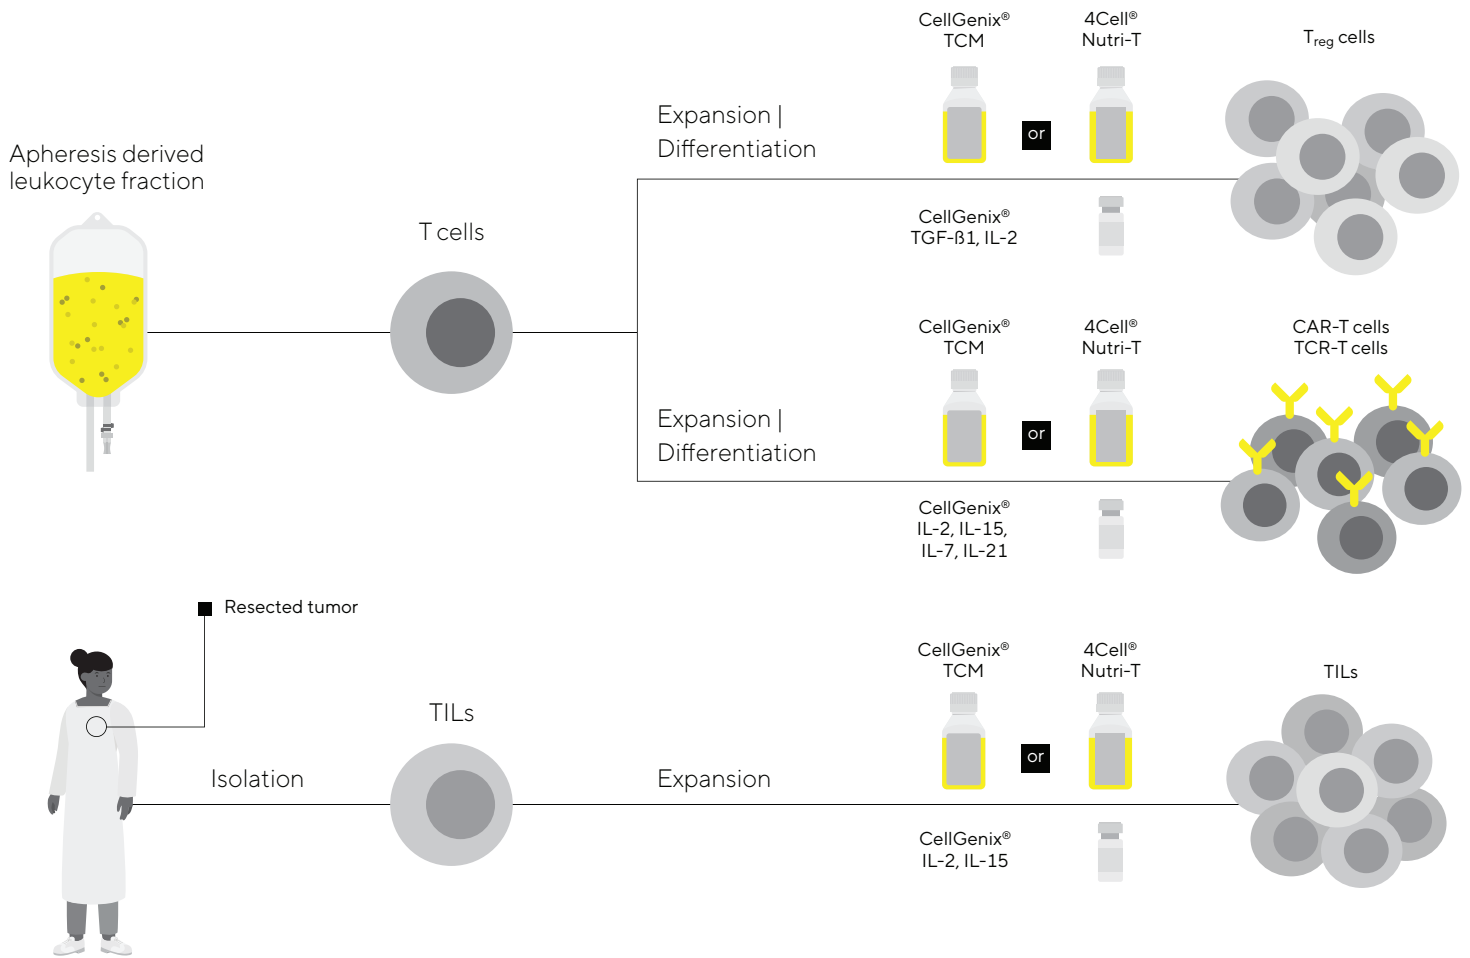 CellGenix®
TCM
4Cell®
Nutri-T
Treg cells
Expansion |
Differentiation
or
Apheresis derived
leukocyte fraction
CellGenix®
TGF-ß1, IL-2
T cells
CellGenix®
TCM
4Cell®
Nutri-T
CAR-T cells
TCR-T cells
Expansion |
Differentiation
or
CellGenix®
IL-2, IL-15,
IL-7, IL-21
Resected tumor
CellGenix®
TCM
4Cell®
Nutri-T
TILs
TILs
Isolation
Expansion
or
CellGenix®
IL-2, IL-15